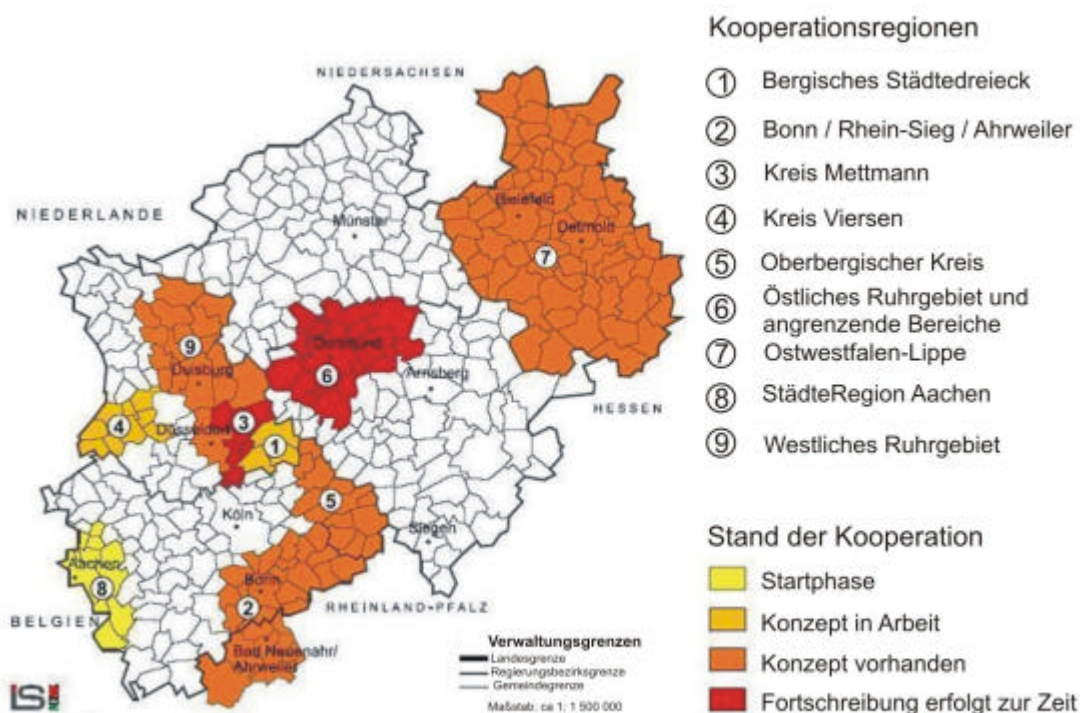 NIEDERSACHSEN
NIEDERLANDE
Münster
Bielefeld
Detmold
7
9
Duisburg
Dortmund
6
Arnsberg
HESSEN
4
Düsseldorf
3
1
5
Köln
Siegen
Aachen
8
Bonn
2
RHEINLAND-PFALZ
BELGIEN
Bad Neuenahr/
Ahrweiler
Verwaltungsgrenzen
Landesgrenze
Regierungsbezirksgrenze
Gemeindegrenze
Maßstab: ca 1: 1 500 000
Kooperationsregionen
1 Bergisches Städtedreieck
2 Bonn / Rhein-Sieg / Ahrweiler
3 Kreis Mettmann
4 Kreis Viersen
5 Oberbergischer Kreis
6 Östliches Ruhrgebiet und
angrenzende Bereiche
7 Ostwestfalen-Lippe
8 StädteRegion Aachen
9 Westliches Ruhrgebiet
Stand der Kooperation
Startphase
Konzept in Arbeit
Konzept vorhanden
Fortschreibung erfolgt zur Zeit